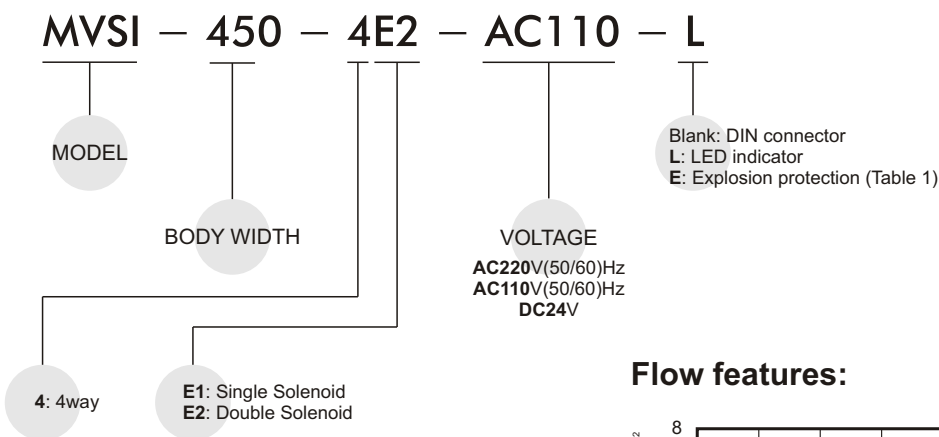 MVSI – 450 – 4E2 – AC110 – L
MODEL
BODY WIDTH
VOLTAGE
AC220V(50/60)Hz
AC110V(50/60)Hz
DC24V
Blank: DIN connector
L: LED indicator
E: Explosion protection (Table 1)
4: 4way
E1: Single Solenoid
E2: Double Solenoid
Flow features:
8
2